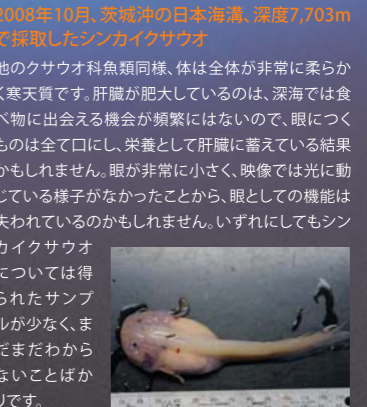 2008年10月、茨城沖の日本海溝、深度7,703m
で採取したシンカイクサウオ
他のクサウオ科魚類同様、体は全体が非常に柔らか
く寒天質です。肝臓が肥大しているのは、深海では食
べ物に出会える機会が頻繁にはないので、眼につく
ものは全て口にし、栄養として肝臓に蓄えている結果
かもしれません。眼が非常に小さく、映像では光に動
じている様子がなかったことから、眼としての機能は
失われているのかもしれません。いずれにしてもシン
カイクサウオ
については得
られたサンプ
ルが少なく、ま
だまだわから
ないことばか
りです。